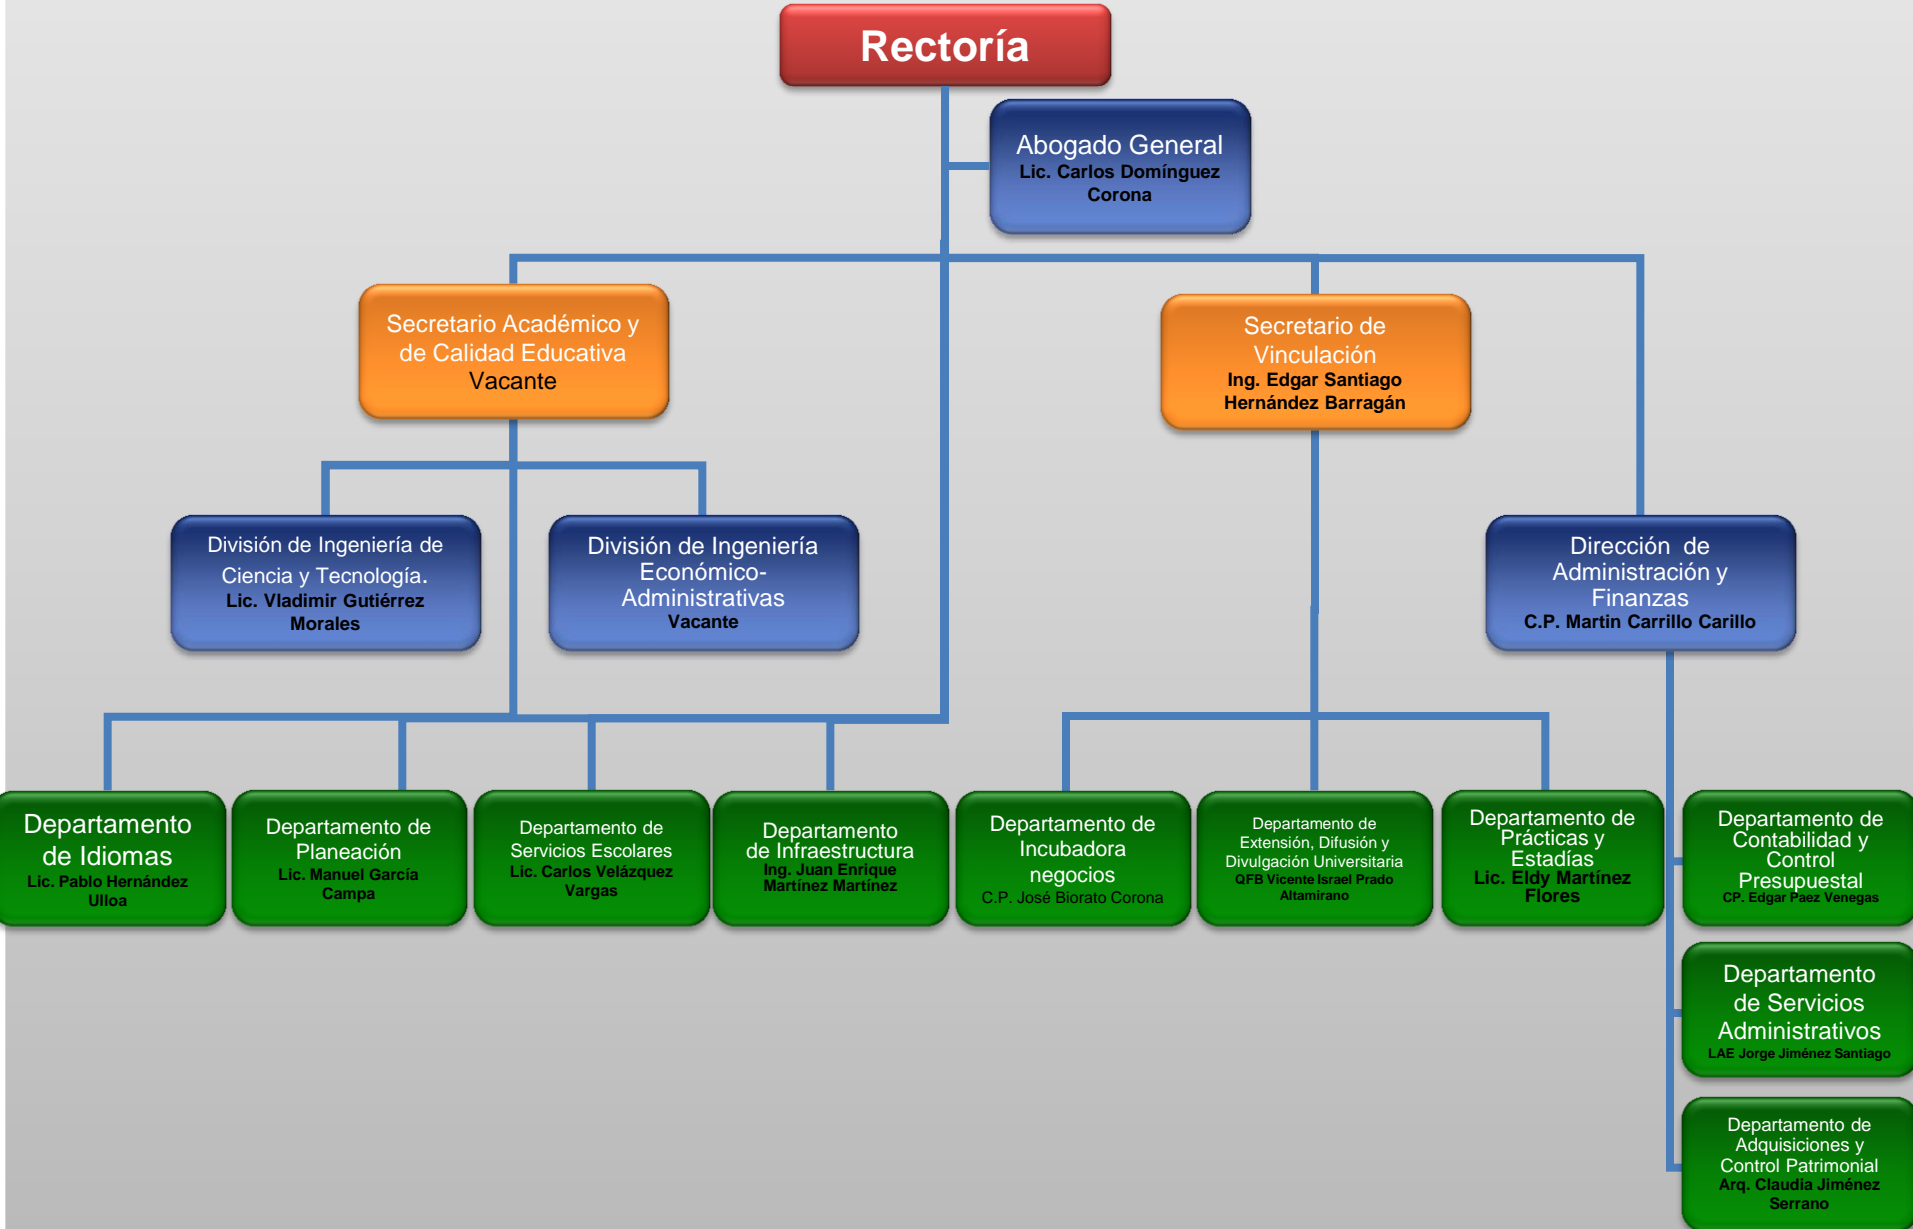 Rectoría
Abogado General
Lic. Carlos Domínguez
Corona
Secretario Académico y
de Calidad Educativa
Vacante
Secretario de
Vinculación
Ing. Edgar Santiago
Hernández Barragán
División de Ingeniería de
Ciencia y Tecnología.
Lic. Vladimir Gutiérrez
Morales
División de Ingeniería
Económico-
Administrativas
Vacante
Dirección de
Administración y
Finanzas
C.P. Martin Carrillo Carillo
Departamento
de Idiomas
Lic. Pablo Hernández
Ulloa
Departamento de
Planeación
Lic. Manuel García
Campa
Departamento de
Servicios Escolares
Lic. Carlos Velázquez
Vargas
Departamento
de Infraestructura
Ing. Juan Enrique
Martínez Martínez
Departamento de
Incubadora
negocios
C.P. José Biorato Corona
Departamento de
Extensión, Difusión y
Divulgación Universitaria
QFB Vicente Israel Prado
Altamirano
Departamento de
Prácticas y
Estadías
Lic. Eldy Martínez
Flores
Departamento de
Contabilidad y
Control
Presupuestal
CP. Edgar Paez Venegas
Departamento
de Servicios
Administrativos
LAE Jorge Jiménez Santiago
Departamento de
Adquisiciones y
Control Patrimonial
Arq. Claudia Jiménez
Serrano